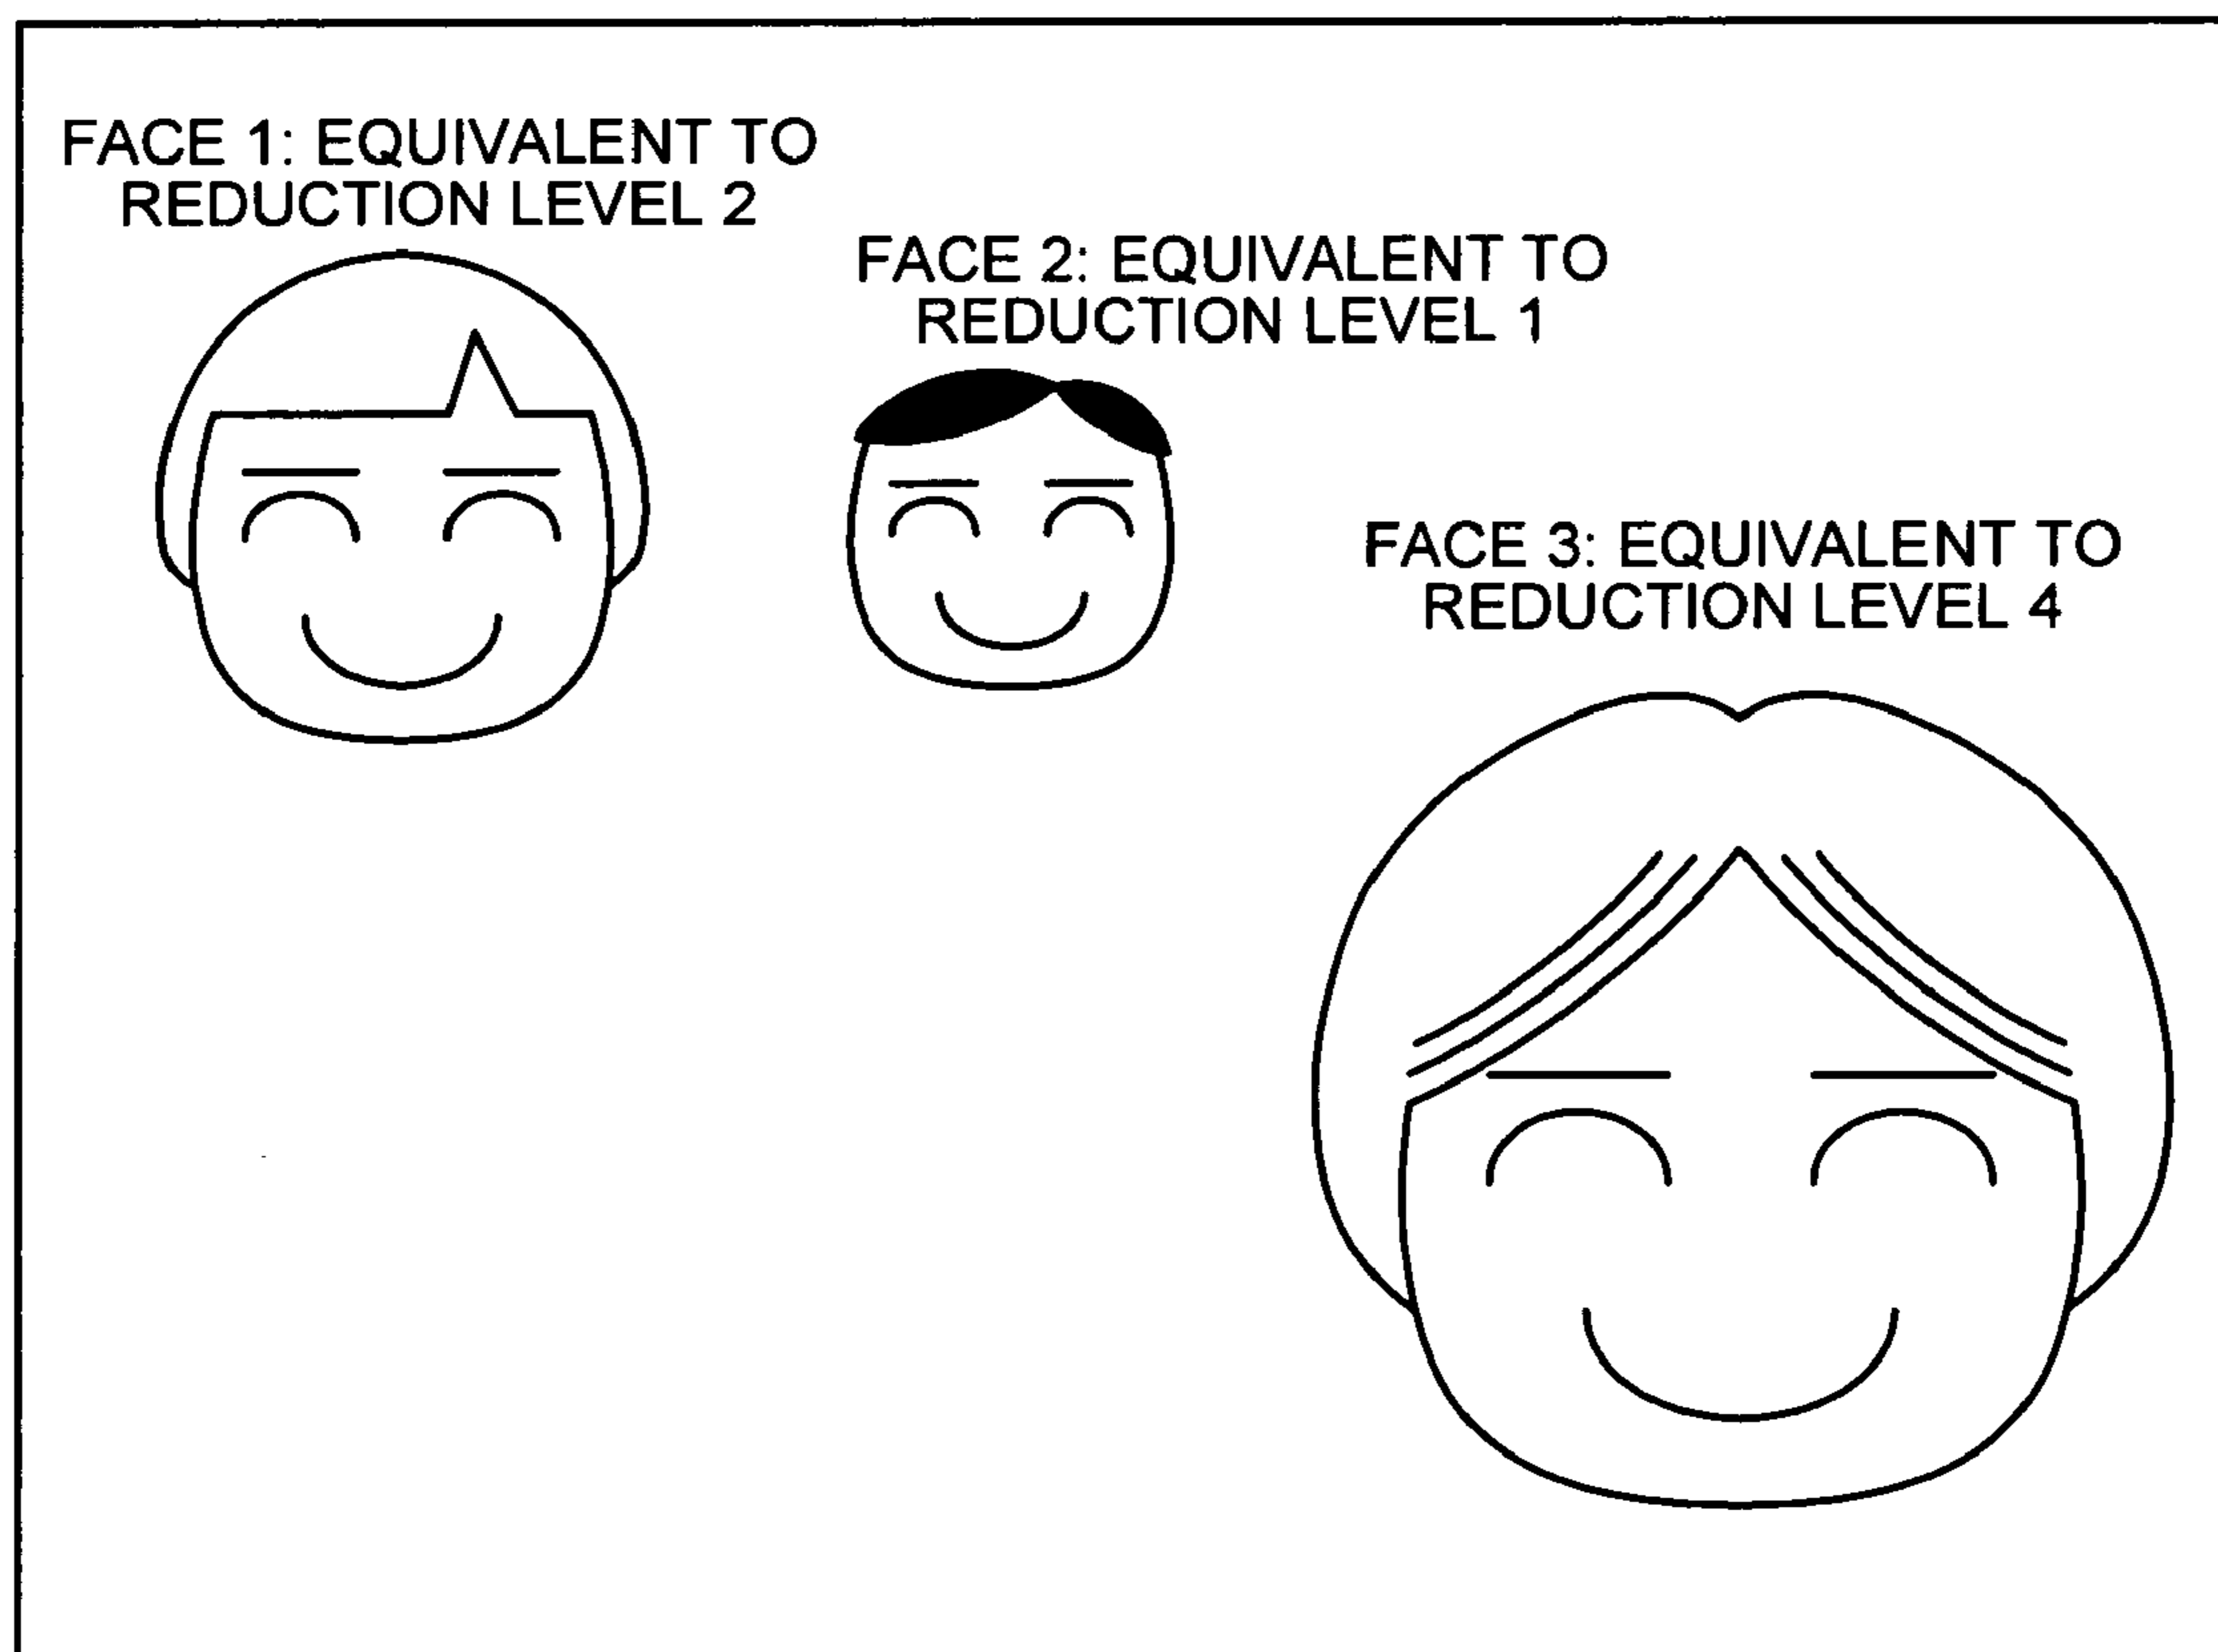 FACE 1: EQUIVALENT TO
REDUCTION LEVEL 2
FACE 2: EQUIVALENT TO
REDUCTION LEVEL 1
FACE 3: EQUIVALENT TO
REDUCTION LEVEL 4